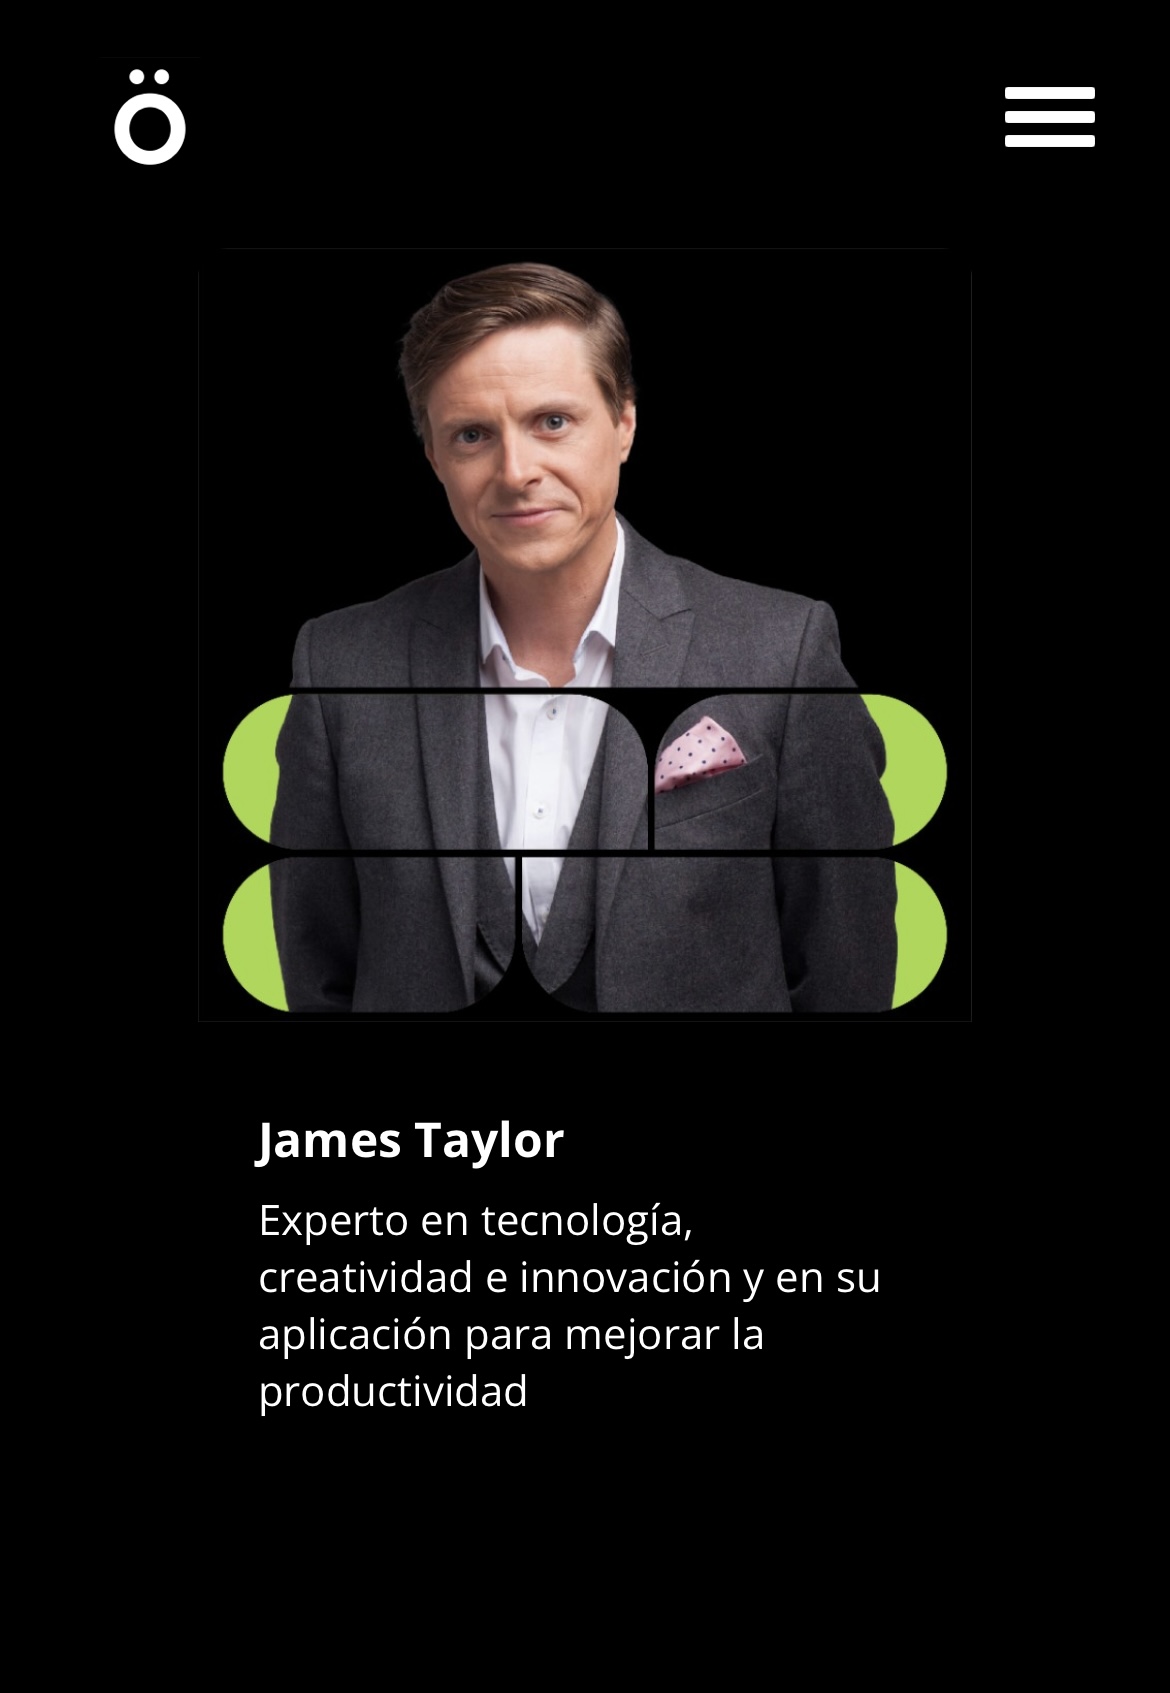 Ö
James Taylor
Experto en tecnología,
creatividad e innovación y en su
aplicación para mejorar la
productividad